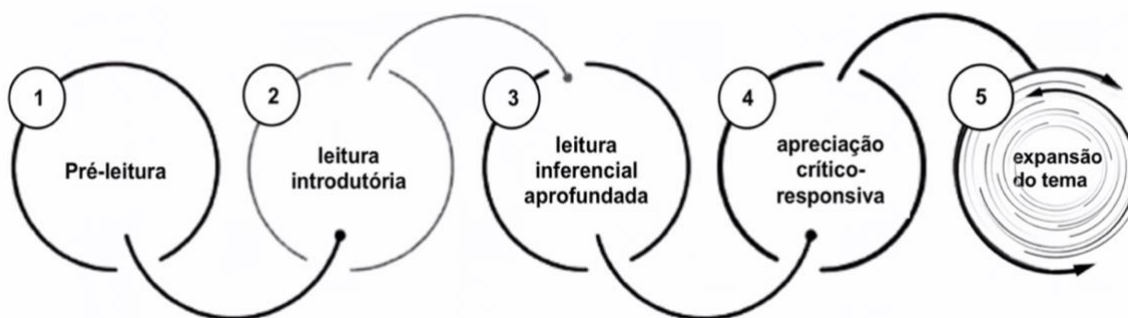 1
Pré-leitura
2
leitura
introdutória
3
leitura
inferencial
aprofundada
4
apreciação
crítico-
responsiva
5
expansão
do tema